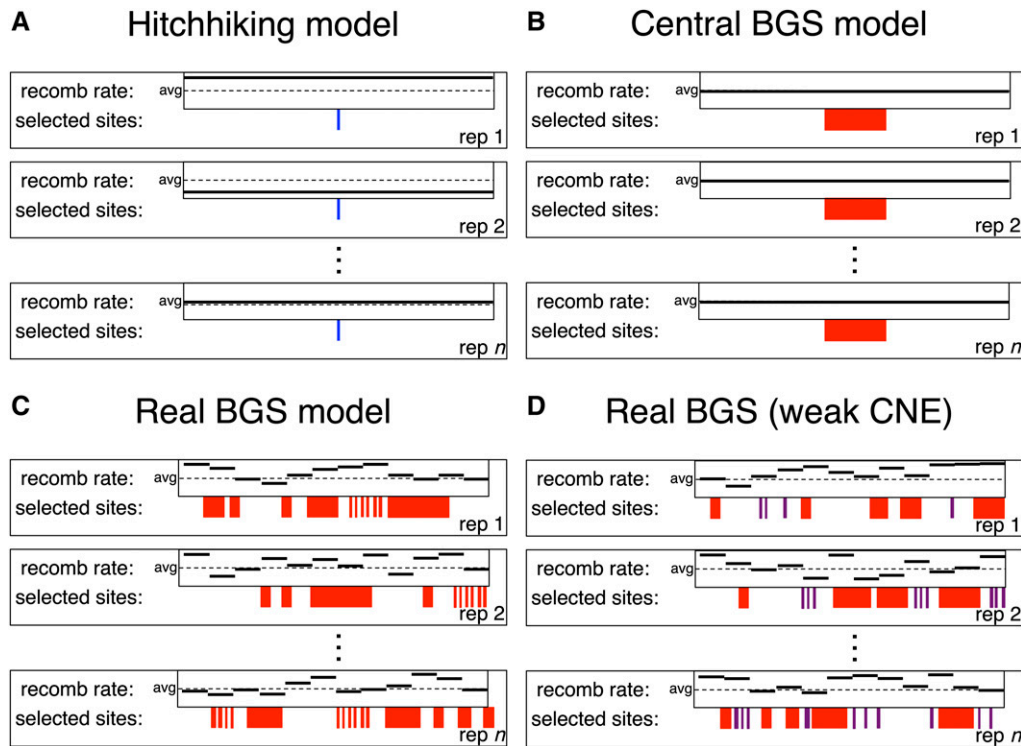 A Hitchhiking model
recomb rate: avg
selected sites:
rep 1
recomb rate: avg
selected sites:
rep 2
recomb rate: avg
selected sites:
rep n
B Central BGS model
recomb rate: avg
selected sites:
rep 1
recomb rate: avg
selected sites:
rep 2
recomb rate: avg
selected sites:
rep n
C Real BGS model
recomb rate: avg
selected sites:
rep 1
recomb rate: avg
selected sites:
rep 2
recomb rate: avg
selected sites:
rep n
D Real BGS (weak CNE)
recomb rate: avg
selected sites:
rep 1
recomb rate: avg
selected sites:
rep 2
recomb rate: avg
selected sites:
rep n